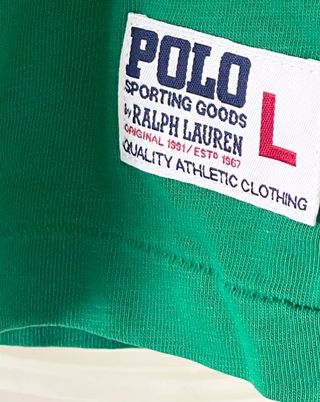 POLO
SPORTING GOODS
by RALPH LAUREN
ORIGINAL 1991/ESTD 1967
QUALITY ATHLETIC CLOTHING
L